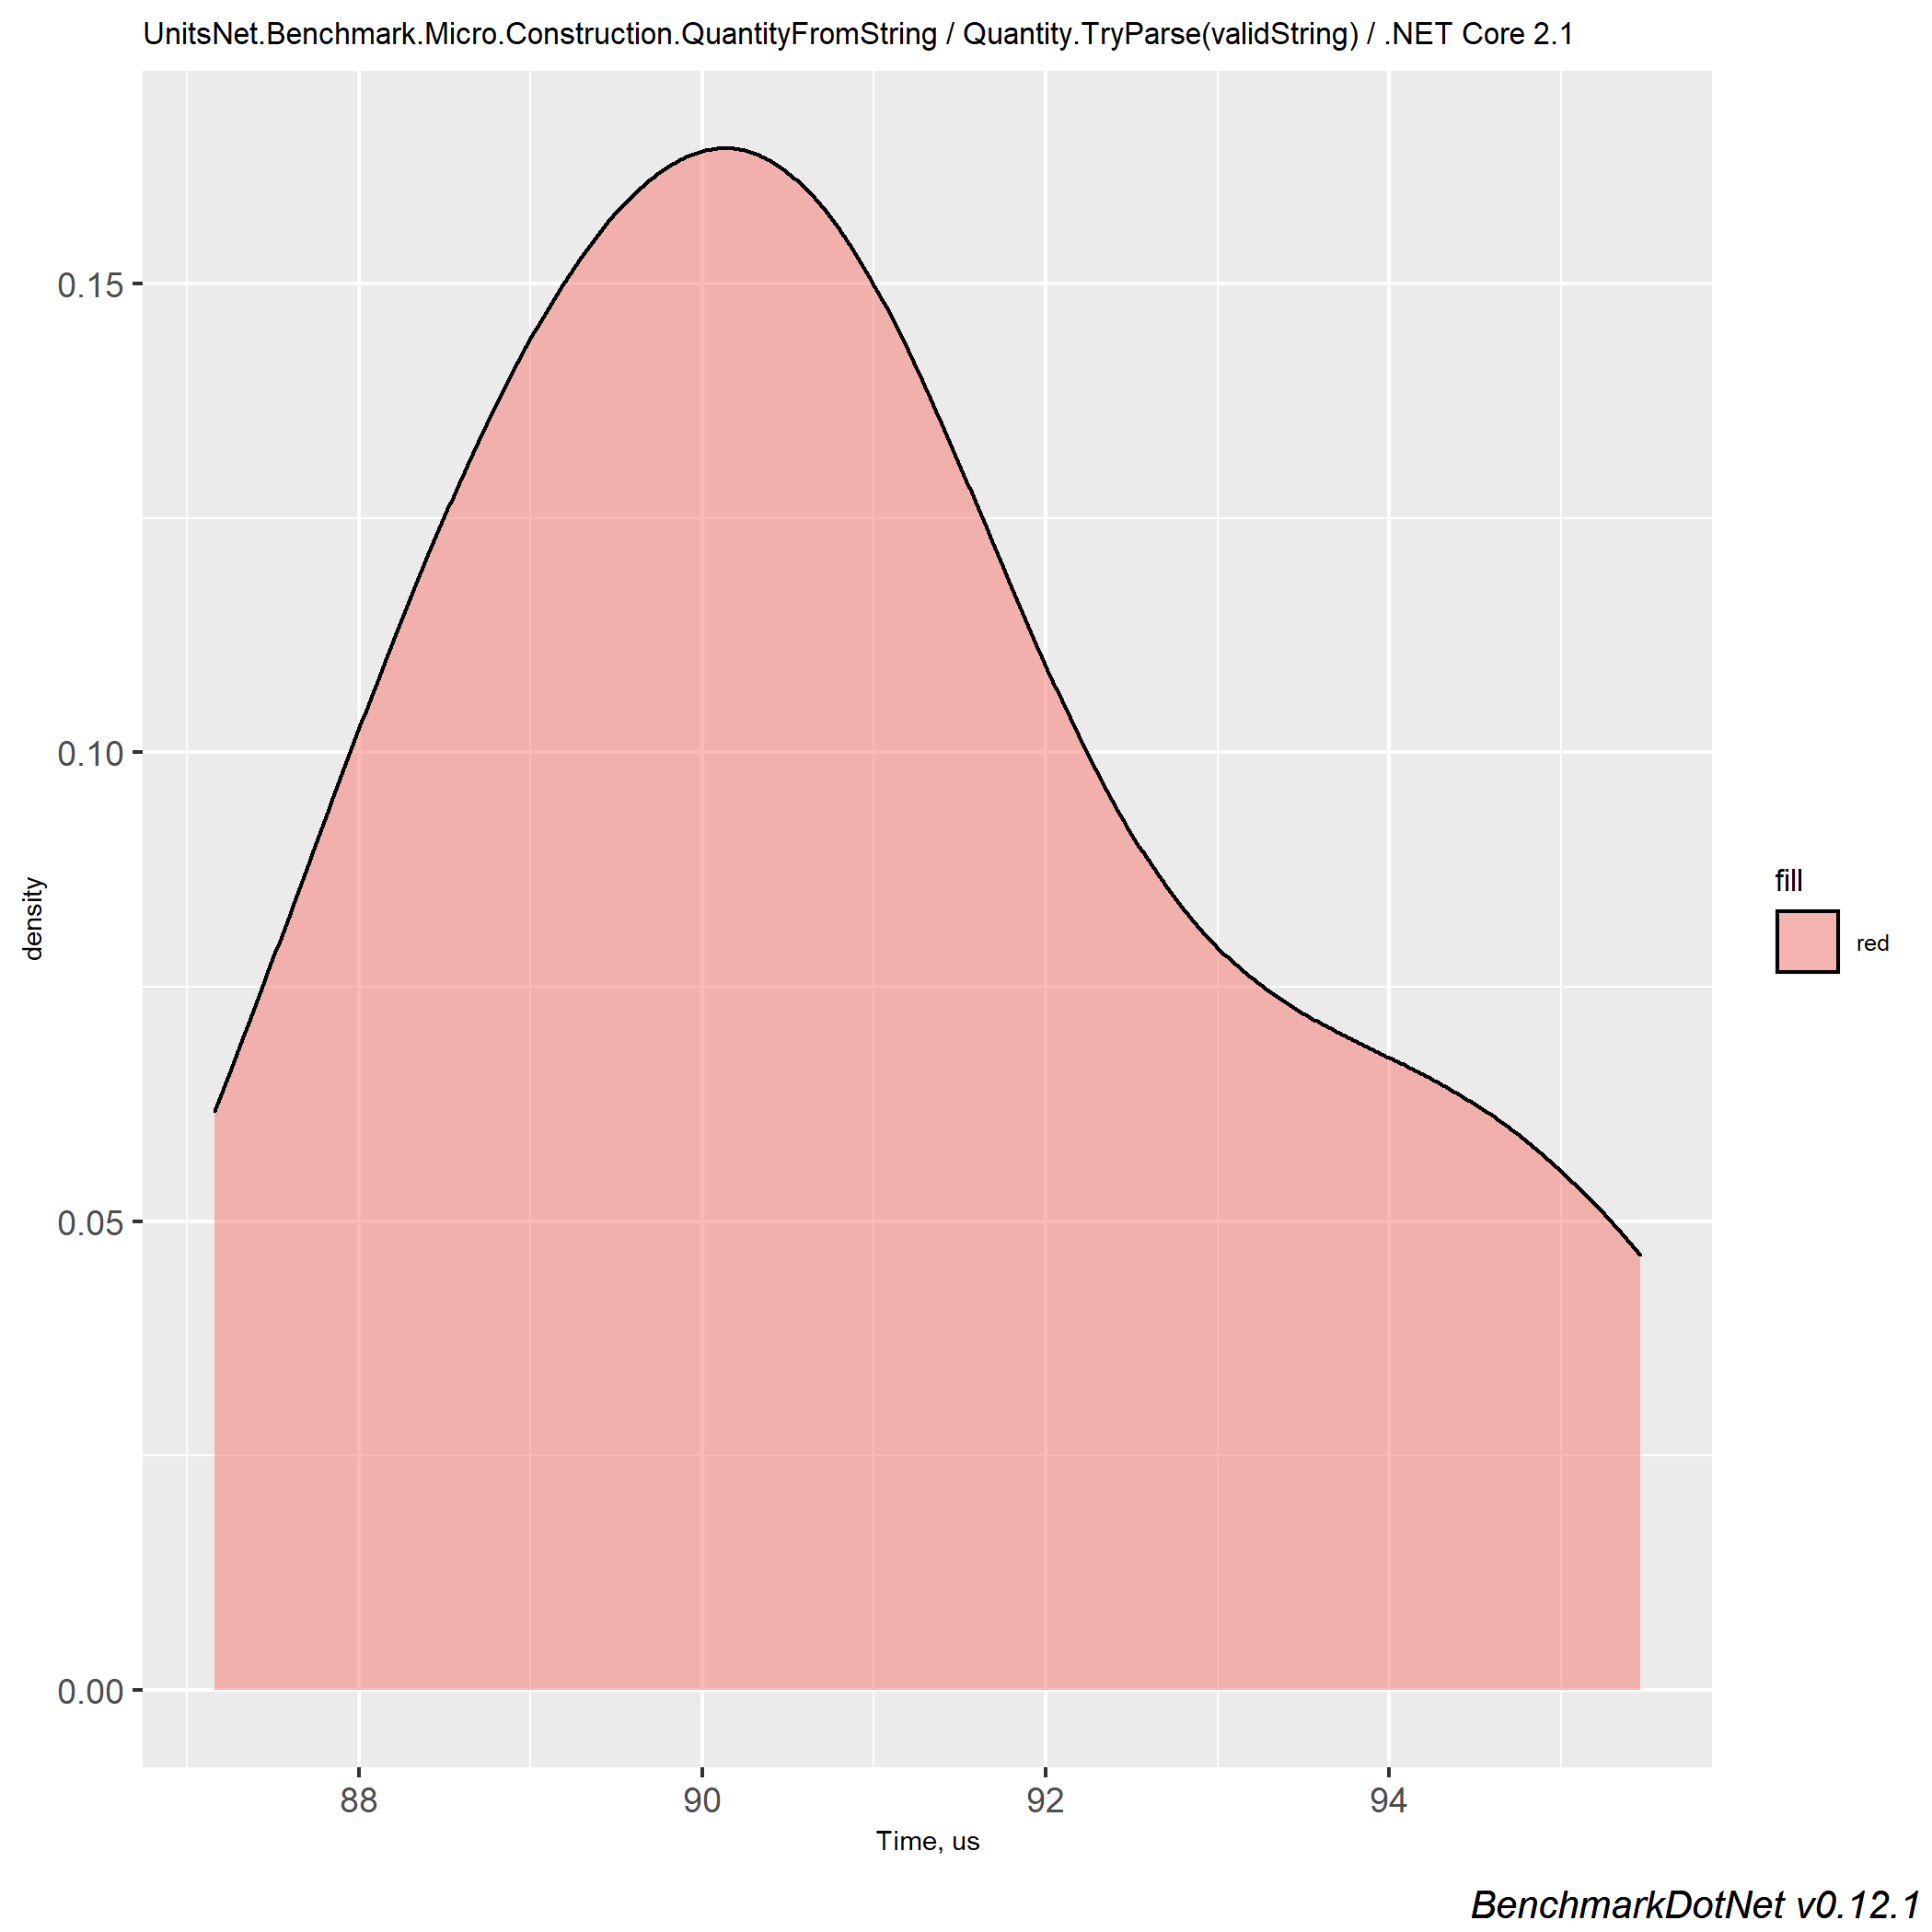 UnitsNet.Benchmark.Micro.Construction.QuantityFromString / Quantity.TryParse(validString) / .NET Core 2.1
0.15
0.10
0.05
0.00
density
88 90 92 94
Time, us
fill
red
BenchmarkDotNet v0.12.1